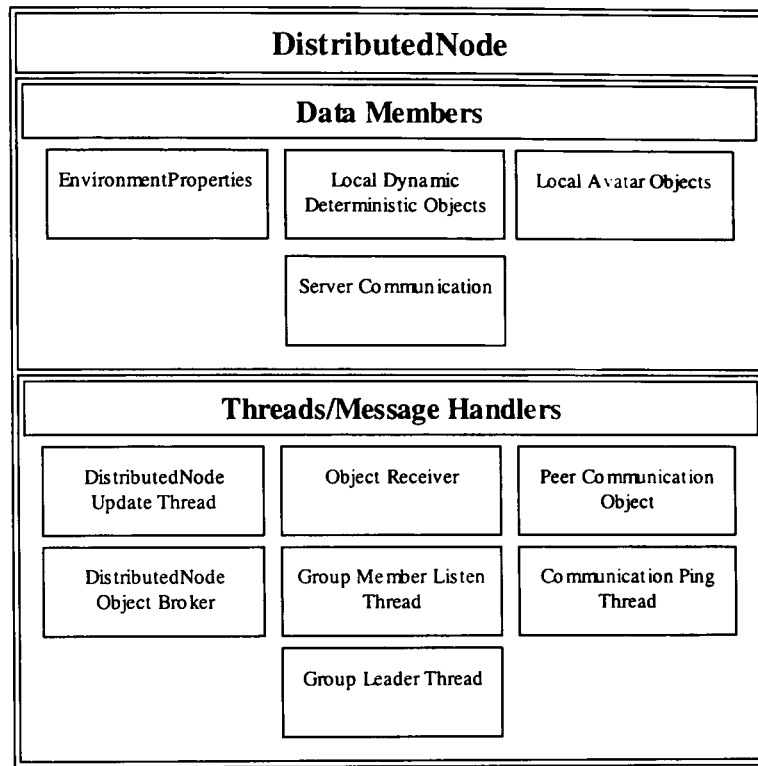 DistributedNode
Data Members
EnvironmentProperties
Local Dynamic
Deterministic Objects
Local Avatar Objects
Server Communication
Threads/Message Handlers
DistributedNode
Update Thread
Object Receiver
Peer Communication
Object
DistributedNode
Object Broker
Group Member Listen
Thread
Communication Ping
Thread
Group Leader Thread